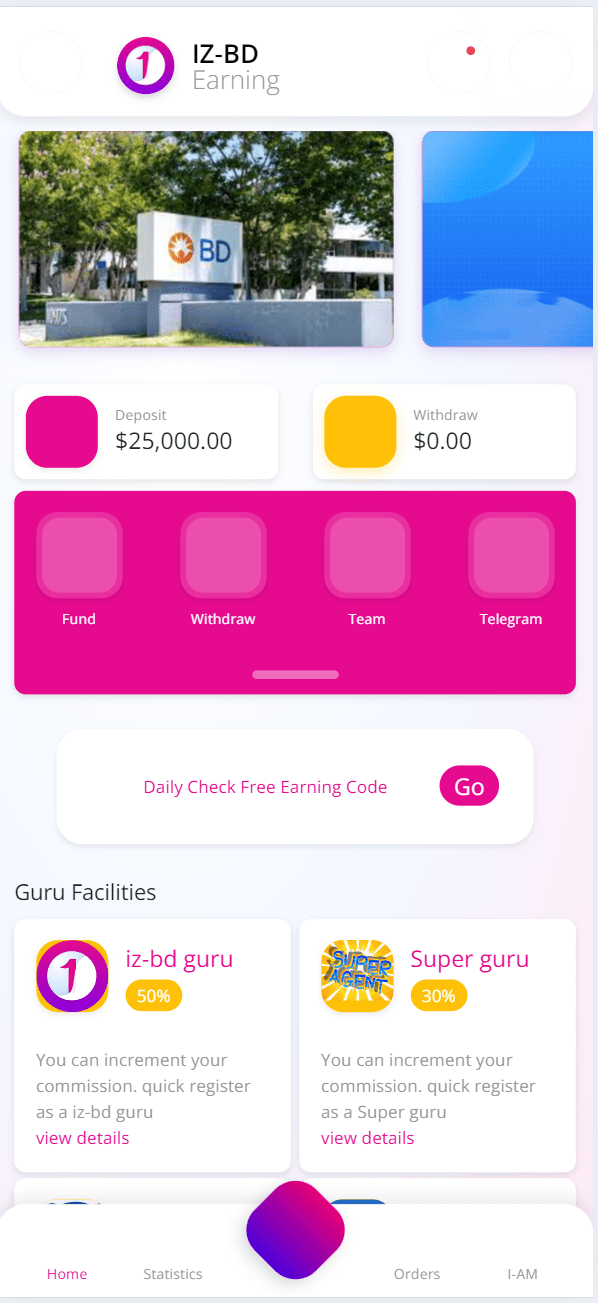 1
IZ-BD
Earning
BD
Deposit
$25,000.00
Withdraw
$0.00
Fund
Withdraw
Team
Telegram
Daily Check Free Earning Code
Go
Guru Facilities
1
iz-bd guru
50%
You can increment your
commission. quick register
as a iz-bd guru
view details
SUPER
AGENT
Super guru
30%
You can increment your
commission. quick register
as a Super guru
view details
Home
Statistics
Orders
I-AM